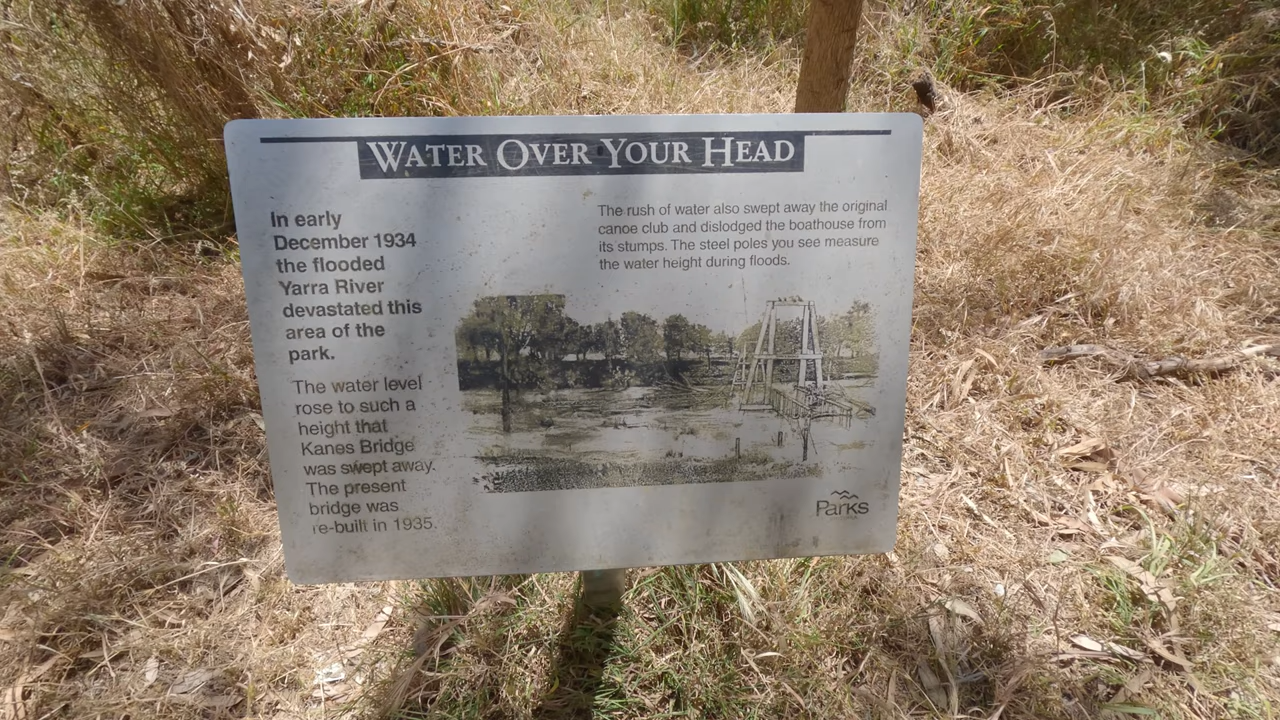 WATER OVER YOUR HEAD
In early
December 1934
the flooded
Yarra River
devastated this
area of the
park.
The water level
rose to such a
height that
Kanes Bridge
was swept away.
The present
bridge was
re-built in 1935.
The rush of water also swept away the original
canoe club and dislodged the boathouse from
its stumps. The steel poles you see measure
the water height during floods.
Parks